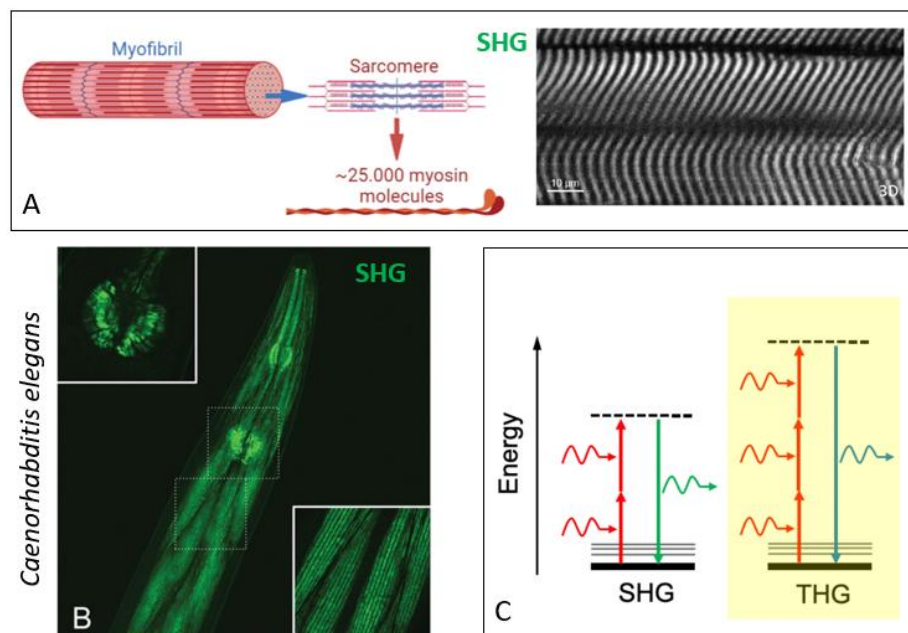 Myofibril
Sarcomere
~25.000 myosin
molecules
A
SHG
10 µm
3D
Caenorhabditis elegans
SHG
B
Energy
SHG
THG
C